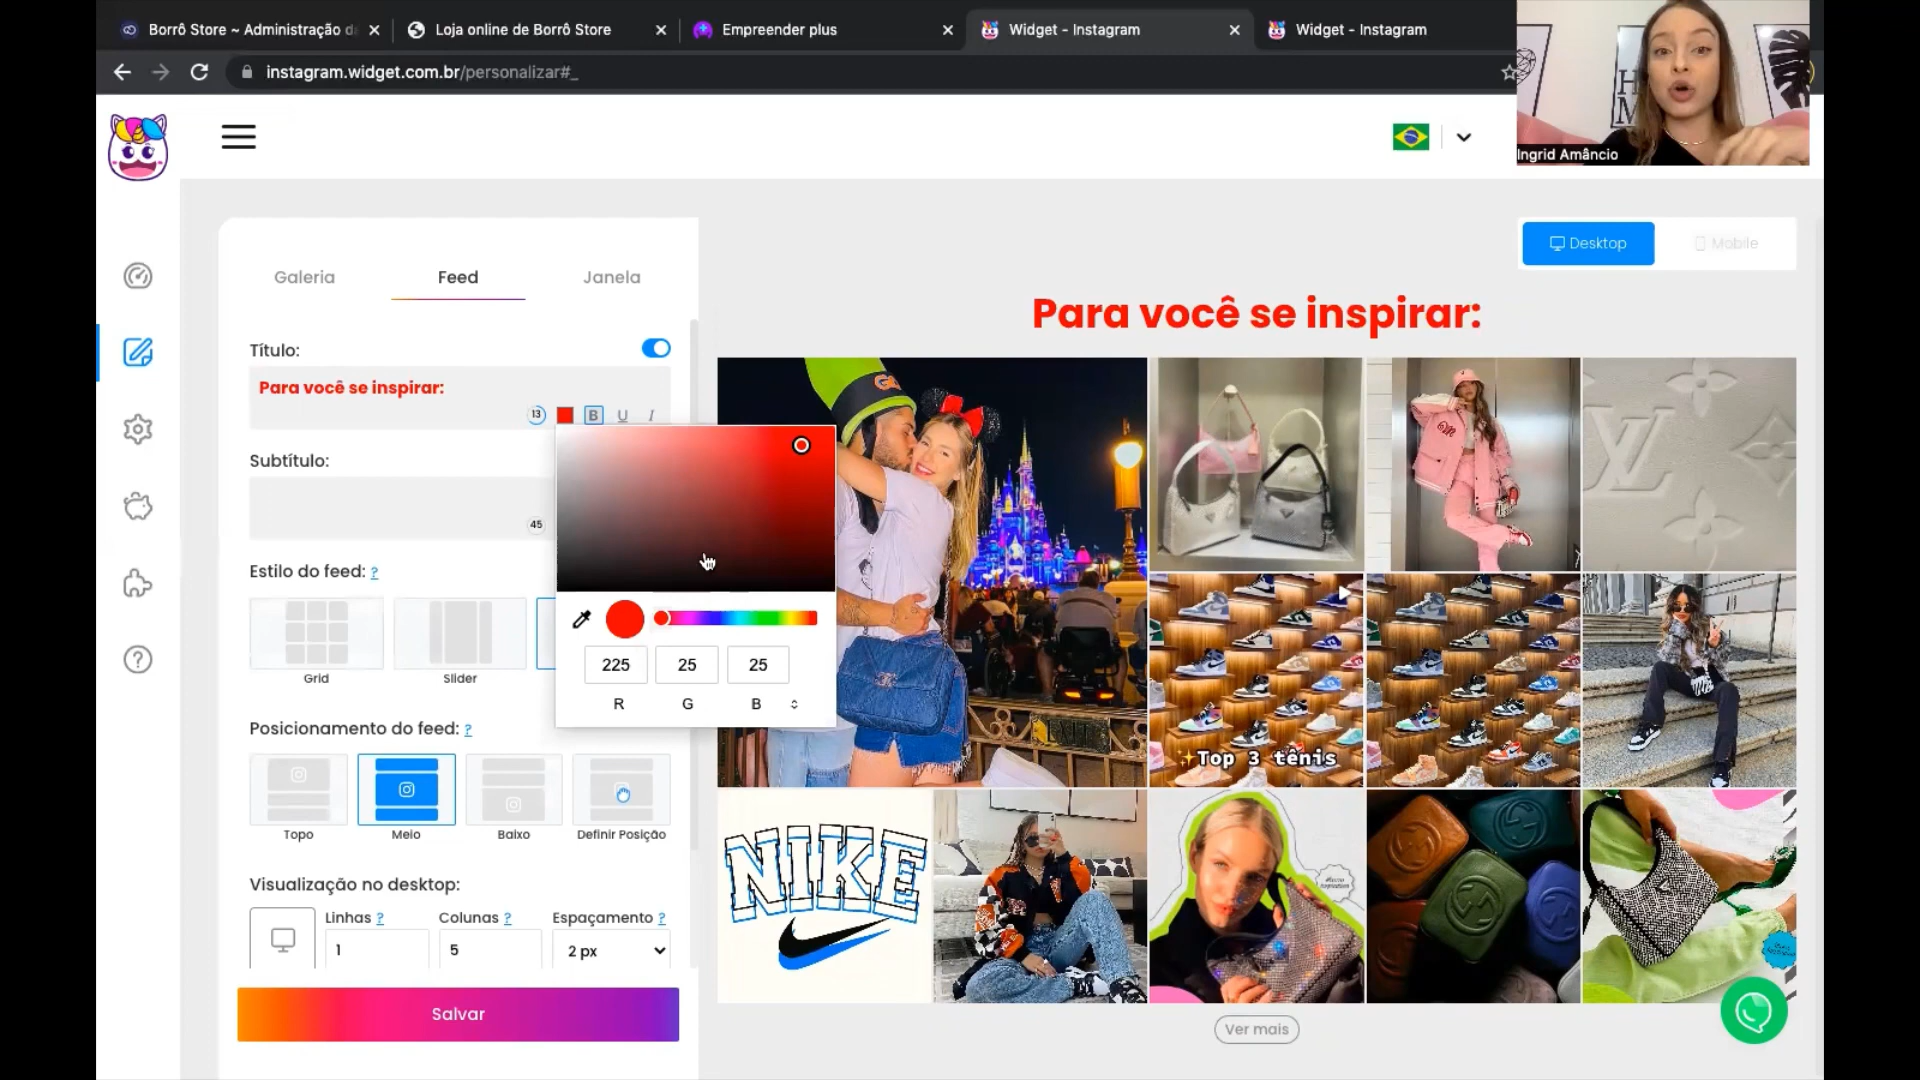 Borrô Store ~ Administração da
Loja online de Borrô Store
Empreender plus
Widget - Instagram
Widget - Instagram
instagram.widget.com.br/personalizar#_
Ingrid Amâncio
Galeria
Feed
Janela
Desktop
Mobile
Título:
Para você se inspirar:
13
B
U
I
Subtítulo:
45
Estilo do feed: ?
Grid
Slider
225
25
25
R
G
B
Posicionamento do feed: ?
Topo
Meio
Baixo
Definir Posição
Visualização no desktop:
Linhas ?
Colunas ?
Espaçamento ?
1
5
2 px
Salvar
Para você se inspirar:
LV
✨Top 3 tênis
NIKE
Ver mais